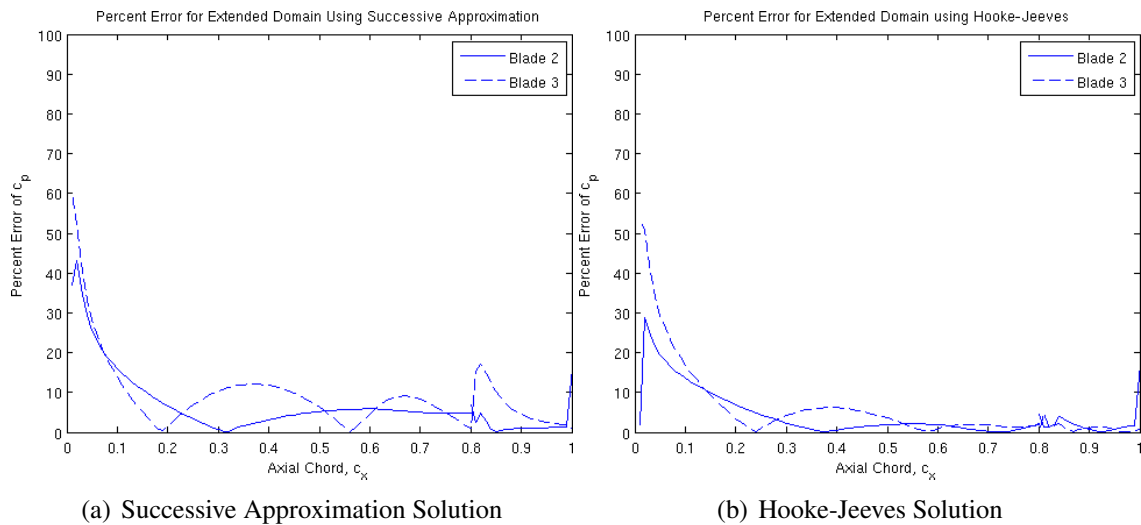 Percent Error for Extended Domain Using Successive Approximation
100
90
80
70
60
50
40
30
20
10
0
Percent Error of c_p
Blade 2
Blade 3
0 0.1 0.2 0.3 0.4 0.5 0.6 0.7 0.8 0.9 1
Axial Chord, c_x
(a) Successive Approximation Solution
Percent Error for Extended Domain using Hooke-Jeeves
100
90
80
70
60
50
40
30
20
10
0
Percent Error of c_p
Blade 2
Blade 3
0 0.1 0.2 0.3 0.4 0.5 0.6 0.7 0.8 0.9 1
Axial Chord, c_x
(b) Hooke-Jeeves Solution